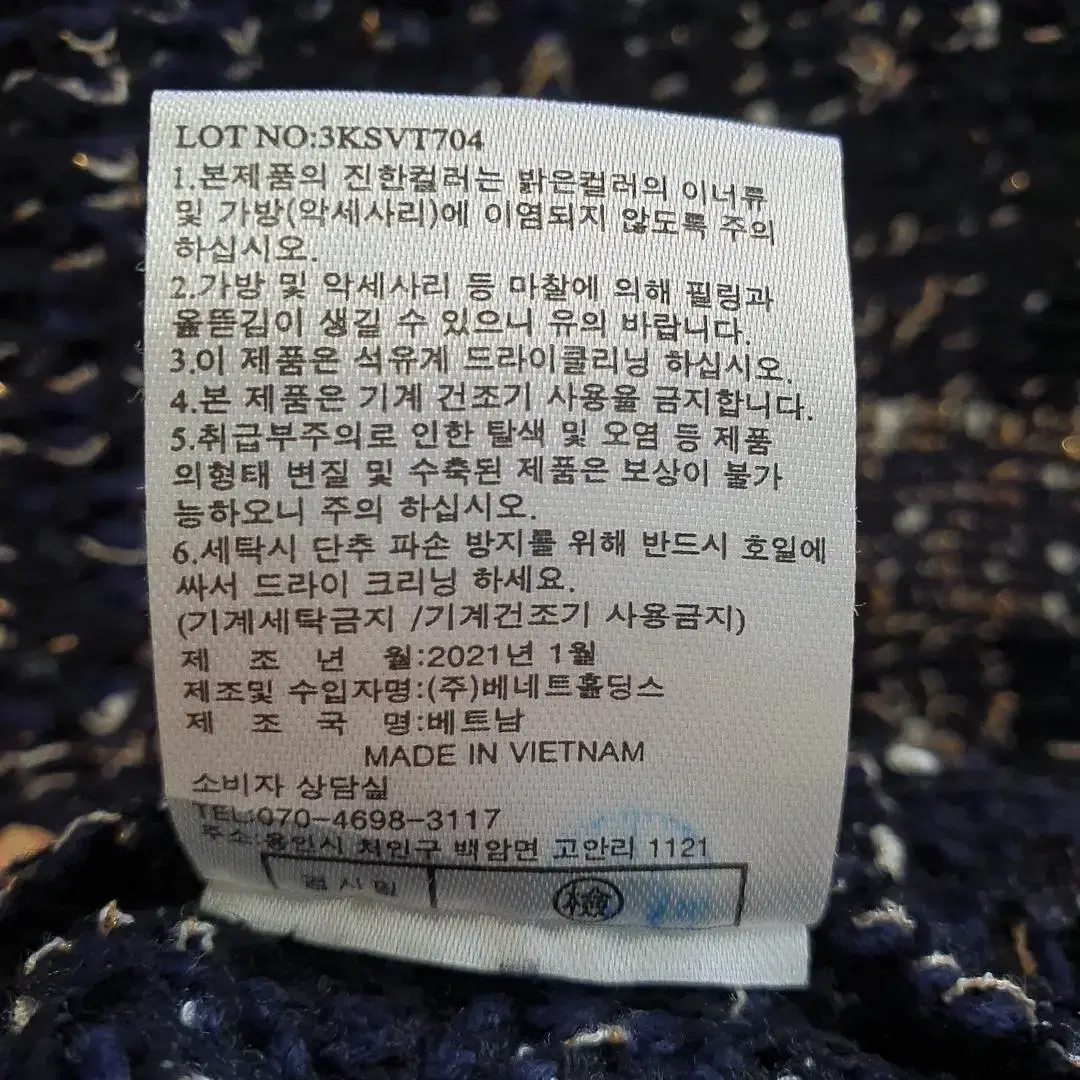 LOT NO:3KSVT704
1.본제품의 진한컬러는 밝은컬러의 이너류
및 가방(악세사리)에 이염되지 않도록 주의
하십시오.
2.가방 및 악세사리 등 마찰에 의해 필링과
올뜯김이 생길 수 있으니 유의 바랍니다.
3.이 제품은 석유계 드라이클리닝 하십시오.
4.본 제품은 기계 건조기 사용을 금지합니다.
5.취급부주의로 인한 탈색 및 오염 등 제품
의형태 변질 및 수축된 제품은 보상이 불가
능하오니 주의 하십시오.
6.세탁시 단추 파손 방지를 위해 반드시 호일에
싸서 드라이 크리닝 하세요.
(기계세탁금지 /기계건조기 사용금지)
제 조 년 월:2021년 1월
제조및 수입자명:(주)베네트홀딩스
제 조 국 명:베트남
MADE IN VIETNAM
소비자 상담실
TEL:070-4698-3117
주소:용인시 처인구 백암면 고안리 1121
검사필 檢